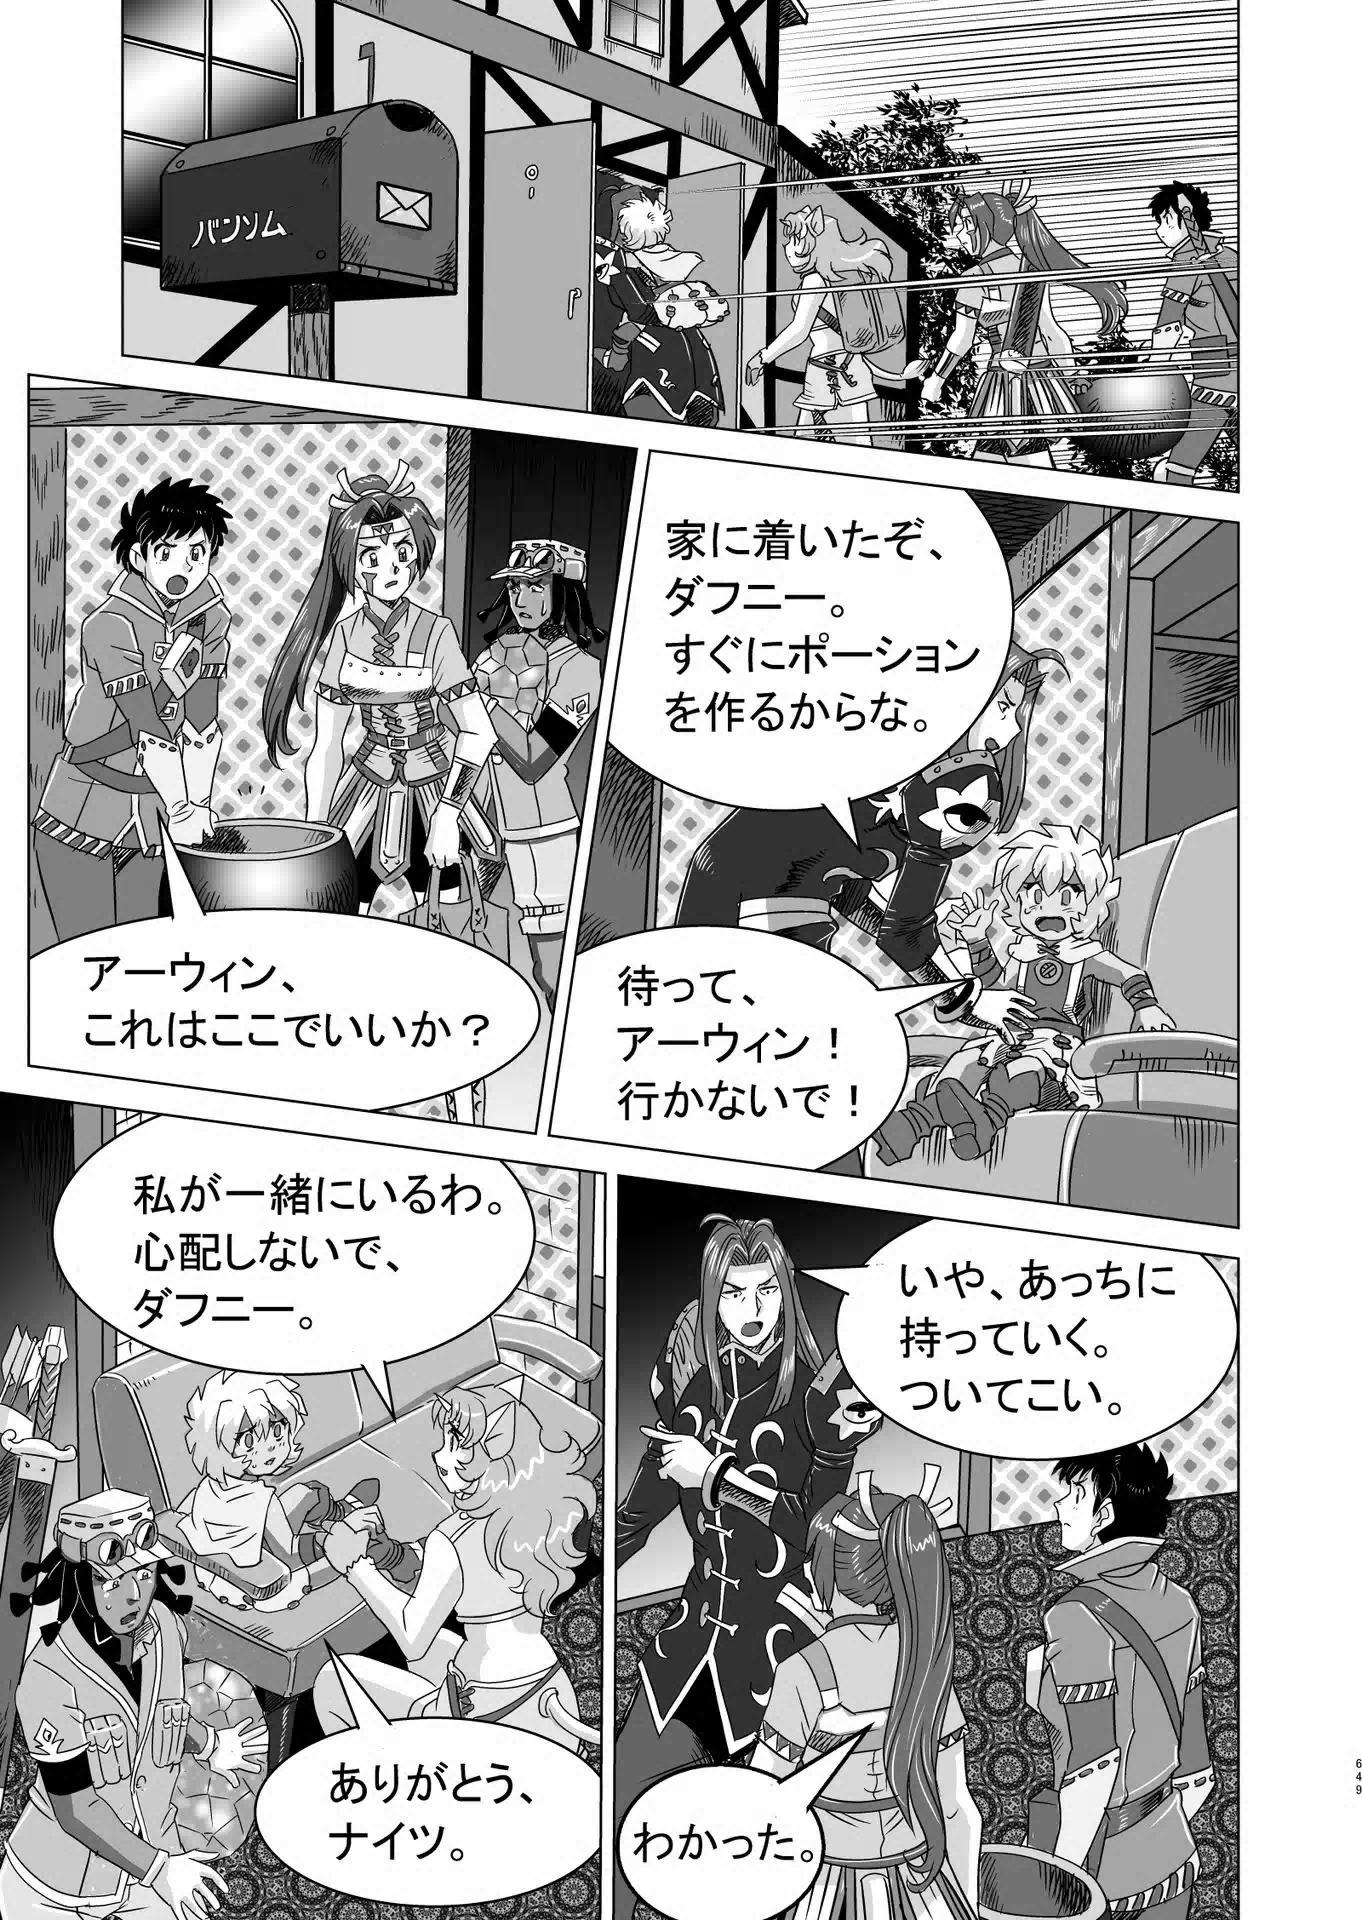 バンソム
家に着いたぞ、
ダフニー。
すぐにポーション
を作るからな。
待って、
アーウィン！
行かないで！
アーウィン、
これはここでいいか？
いや、あっちに
持っていく。
ついてこい。
わかった。
私が一緒にいるわ。
心配しないで、
ダフニー。
ありがとう、
ナイツ。
649